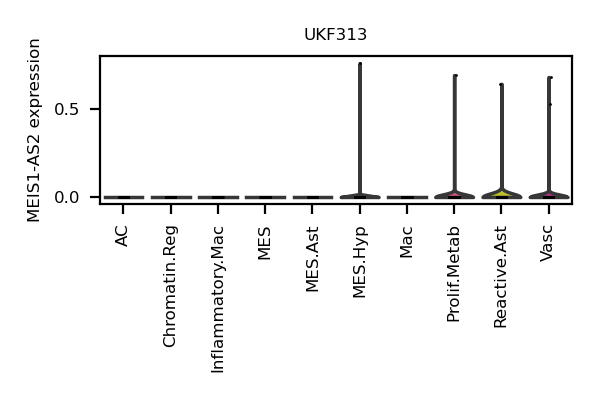 UKF313
MEIS1-AS2 expression
0.5
0.0
AC
Chromatin.Reg
Inflammatory.Mac
MES
MES.Ast
MES.Hyp
Mac
Prolif.Metab
Reactive.Ast
Vasc